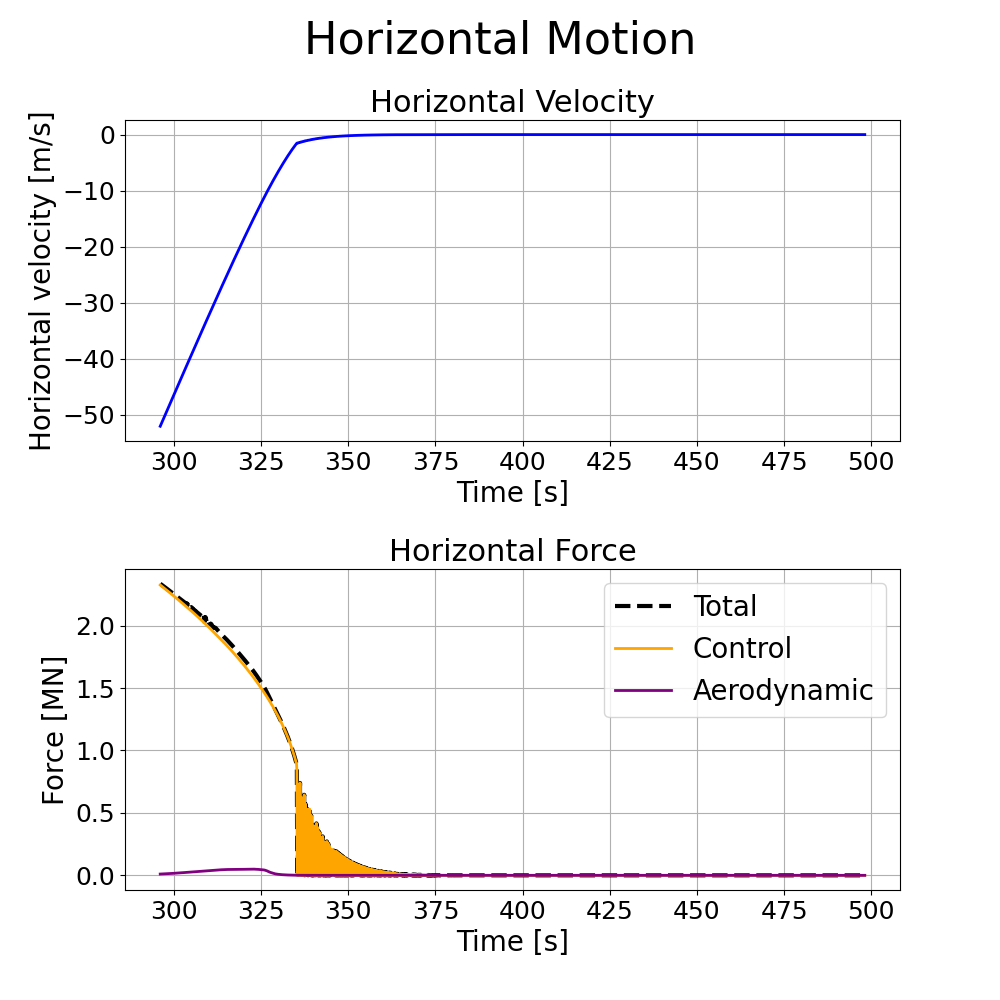 Horizontal Motion
Horizontal Velocity
Horizontal velocity [m/s]
0
−10
−20
−30
−40
−50
300 325 350 375 400 425 450 475 500
Time [s]
Horizontal Force
Force [MN]
2.0
1.5
1.0
0.5
0.0
Total
Control
Aerodynamic
300 325 350 375 400 425 450 475 500
Time [s]